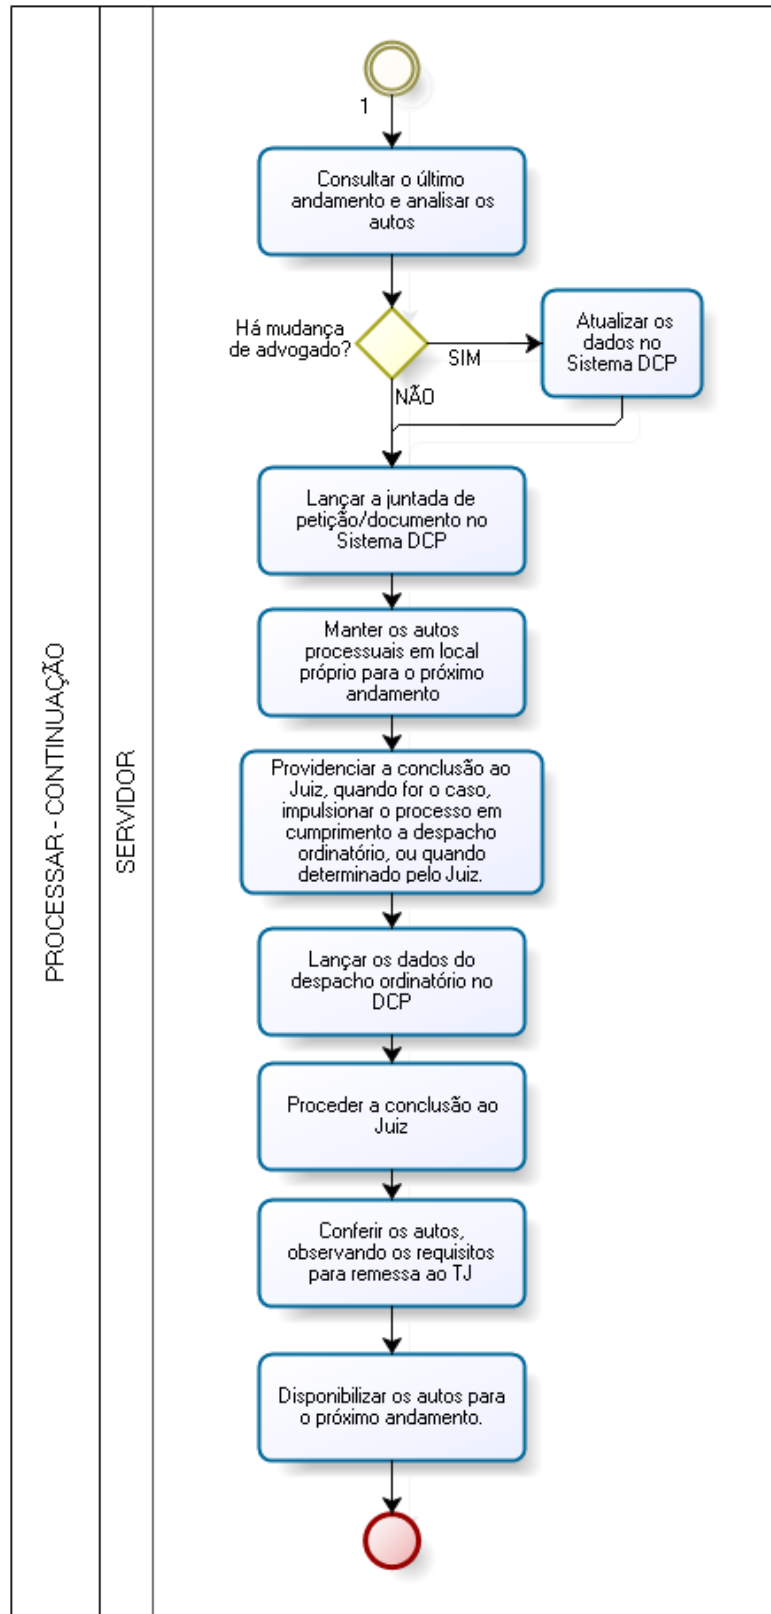 PROCESSAR - CONTINUAÇÃO
SERVIDOR
1
Consultar o último
andamento e analisar os
autos
Há mudança
de advogado?
SIM
NÃO
Atualizar os
dados no
Sistema DCP
Lançar a juntada de
petição/documento no
Sistema DCP
Manter os autos
processuais em local
próprio para o próximo
andamento
Providenciar a conclusão ao
Juiz, quando for o caso,
impulsionar o processo em
cumprimento a despacho
ordinatório, ou quando
determinado pelo Juiz.
Lançar os dados do
despacho ordinatório no
DCP
Proceder a conclusão ao
Juiz
Conferir os autos,
observando os requisitos
para remessa ao TJ
Disponibilizar os autos para
o próximo andamento.